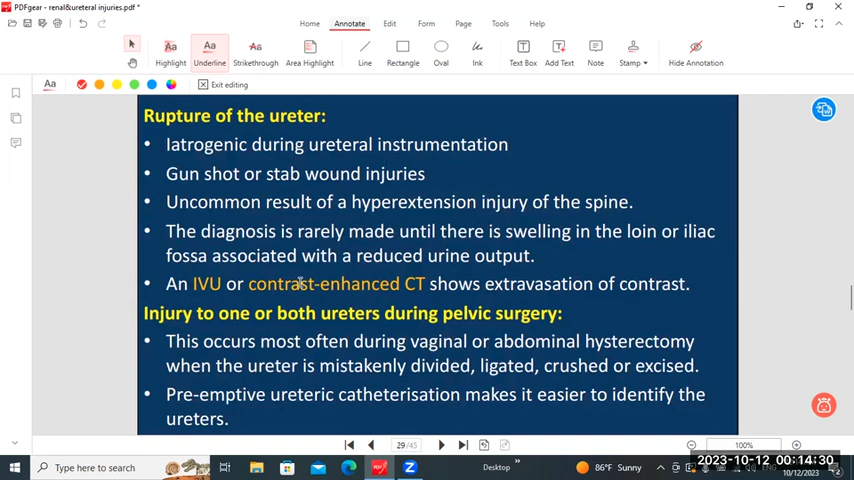 PDFgear - renal&ureteral injuries.pdf *
Home Annotate Edit Form Page Tools Help
Highlight Underline Strikethrough Area Highlight Line Rectangle Oval Ink Text Box Add Text Note Stamp Hide Annotation
Aa Exit editing
Rupture of the ureter:
• Iatrogenic during ureteral instrumentation
• Gun shot or stab wound injuries
• Uncommon result of a hyperextension injury of the spine.
• The diagnosis is rarely made until there is swelling in the loin or iliac
fossa associated with a reduced urine output.
• An IVU or contrast-enhanced CT shows extravasation of contrast.
Injury to one or both ureters during pelvic surgery:
• This occurs most often during vaginal or abdominal hysterectomy
when the ureter is mistakenly divided, ligated, crushed or excised.
• Pre-emptive ureteric catheterisation makes it easier to identify the
ureters.
29 /45 100%
Type here to search Desktop 86°F Sunny
2023-10-12 00:14:30
10/12/2023